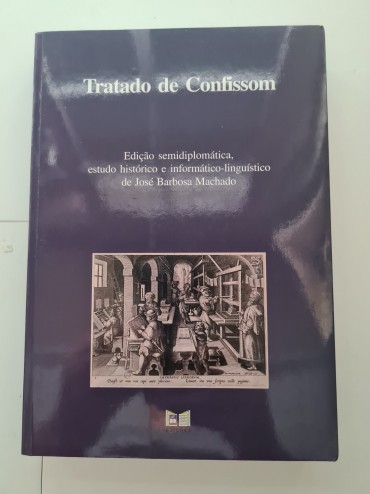 Tratado de Confissom
Edição semidiplomática,
estudo histórico e informático-linguístico
de José Barbosa Machado